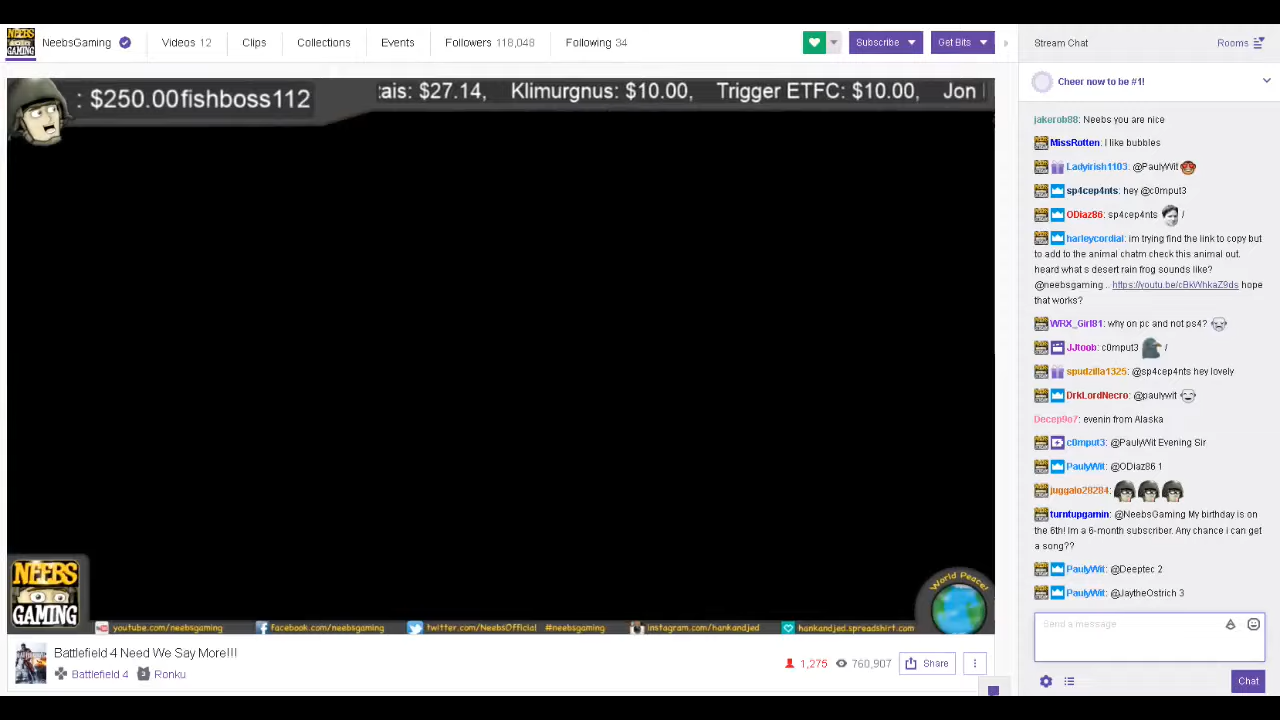 NeebsGaming Videos 12 Clips Collections Events Followers 118,048 Following 34 Subscribe Get Bits
: $250.00fishboss112
ais: $27.14, Klimurgnus: $10.00, Trigger ETFC: $10.00, Jon
NEEBS
GAMING
World Peace!
youtube.com/neebsgaming facebook.com/neebsgaming twitter.com/NeebsOfficial #neebsgaming instagram.com/hankandjed hankandjed.spreadshirt.com
Battlefield 4 Need We Say More!!!
Battlefield 4 Ronku
1,275 760,907 Share
Stream Chat Rooms
Cheer now to be #1!
jakerob88: Neebs you are nice
MissRotten: I like bubbles
Ladyirish1103: @PaulyWit
sp4cep4nts: hey @c0mput3
ODiaz86: sp4cep4nts /
harleycordial: im trying find the link to copy but
to add to the animal chatm check this animal out.
heard what s desert rain frog sounds like?
@neebsgaming .. https://youtu.be/cBkWhkaZ9ds hope
that works?
WRX_Girl81: why on pc and not ps4?
JJtoob: c0mput3 /
spudzilla1325: @sp4cep4nts hey lovely
DrkLordNecro: @paulywit
Decep9o7: evenin from Alaska
c0mput3: @PaulyWit Evening Sir
PaulyWit: @ODiaz86 1
juggalo28284:
turntupgamin: @NeebsGaming My birthday is on
the 6th! Im a 6-month subscriber. Any chance i can get
a song??
PaulyWit: @Deeptec 2
PaulyWit: @JaytheOstrich 3
Send a message
Chat